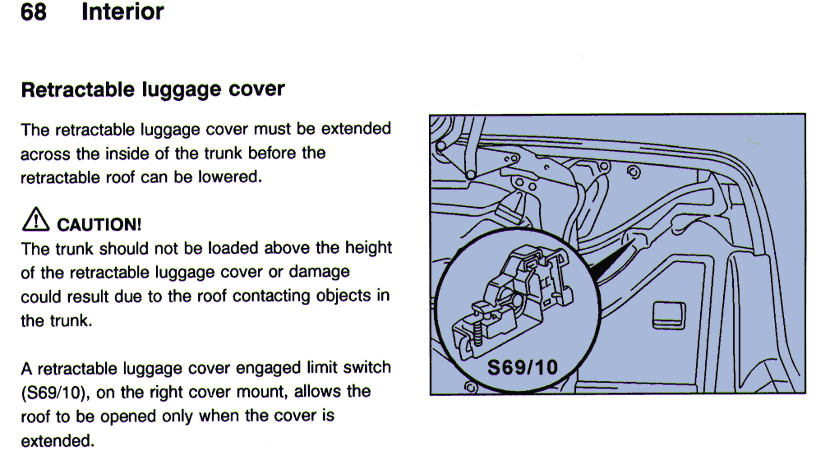 68 Interior
Retractable luggage cover
The retractable luggage cover must be extended
across the inside of the trunk before the
retractable roof can be lowered.
CAUTION!
The trunk should not be loaded above the height
of the retractable luggage cover or damage
could result due to the roof contacting objects in
the trunk.
A retractable luggage cover engaged limit switch
(S69/10), on the right cover mount, allows the
roof to be opened only when the cover is
extended.
S69/10